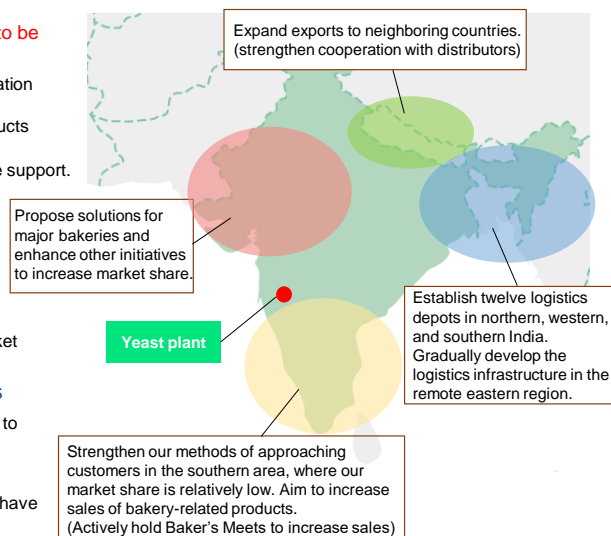 to be
ation
ucts
e support.
ket
s
to
have
Expand exports to neighboring countries.
(strengthen cooperation with distributors)
Propose solutions for
major bakeries and
enhance other initiatives
to increase market share.
Yeast plant
Establish twelve logistics
depots in northern, western,
and southern India.
Gradually develop the
logistics infrastructure in the
remote eastern region.
Strengthen our methods of approaching
customers in the southern area, where our
market share is relatively low. Aim to increase
sales of bakery-related products.
(Actively hold Baker's Meets to increase sales)